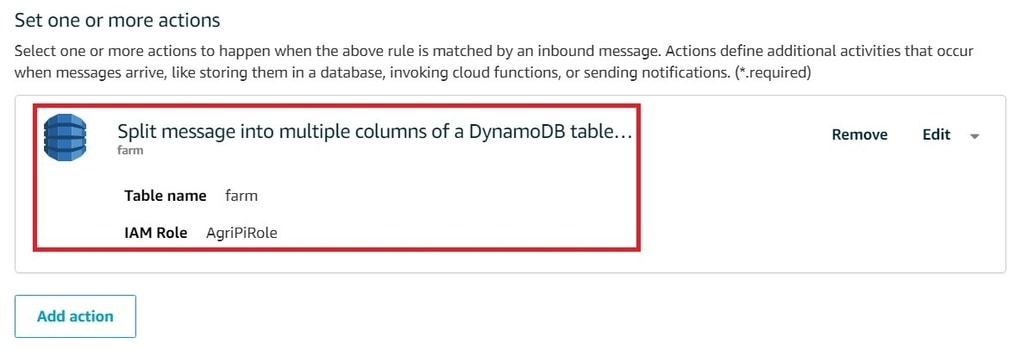 Set one or more actions
Select one or more actions to happen when the above rule is matched by an inbound message. Actions define additional activities that occur
when messages arrive, like storing them in a database, invoking cloud functions, or sending notifications. (*.required)
Split message into multiple columns of a DynamoDB table...
farm
Remove Edit
Table name farm
IAM Role AgriPiRole
Add action